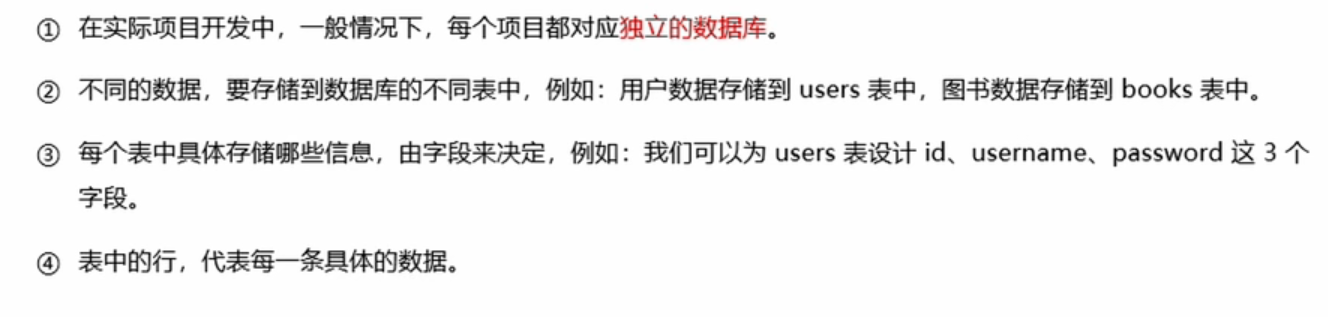 ① 在实际项目开发中，一般情况下，每个项目都对应独立的数据库。
② 不同的数据，要存储到数据库的不同表中，例如：用户数据存储到 users 表中，图书数据存储到 books 表中。
③ 每个表中具体存储哪些信息，由字段来决定，例如：我们可以为 users 表设计 id、username、password 这 3 个
字段。
④ 表中的行，代表每一条具体的数据。